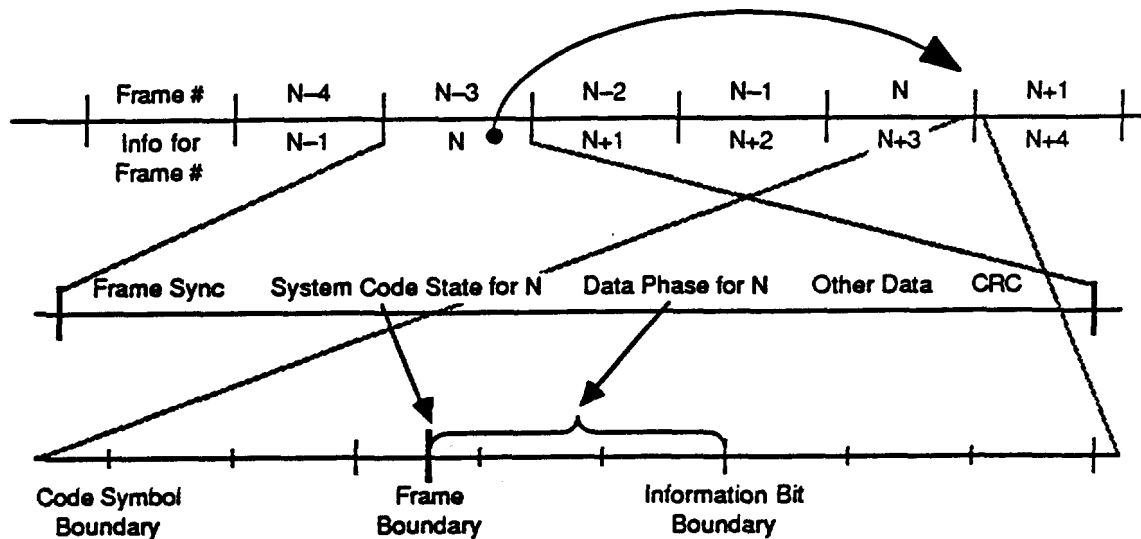 Frame # N–4 N–3 N–2 N–1 N N+1
Info for N–1 N N+1 N+2 N+3 N+4
Frame #
Frame Sync System Code State for N Data Phase for N Other Data CRC
Code Symbol Frame Information Bit
Boundary Boundary Boundary